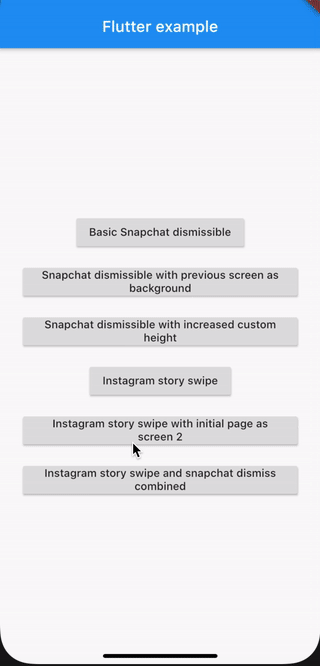 Flutter example
Basic Snapchat dismissible
Snapchat dismissible with previous screen as
background
Snapchat dismissible with increased custom
height
Instagram story swipe
Instagram story swipe with initial page as
screen 2
Instagram story swipe and snapchat dismiss
combined